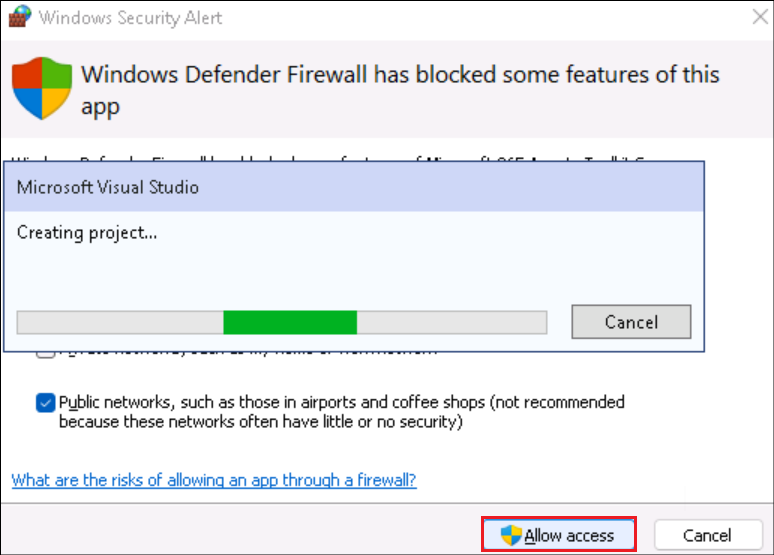 Windows Security Alert
Windows Defender Firewall has blocked some features of this
app
Microsoft Visual Studio
Creating project...
Cancel
Public networks, such as those in airports and coffee shops (not recommended
because these networks often have little or no security)
What are the risks of allowing an app through a firewall?
Allow access
Cancel